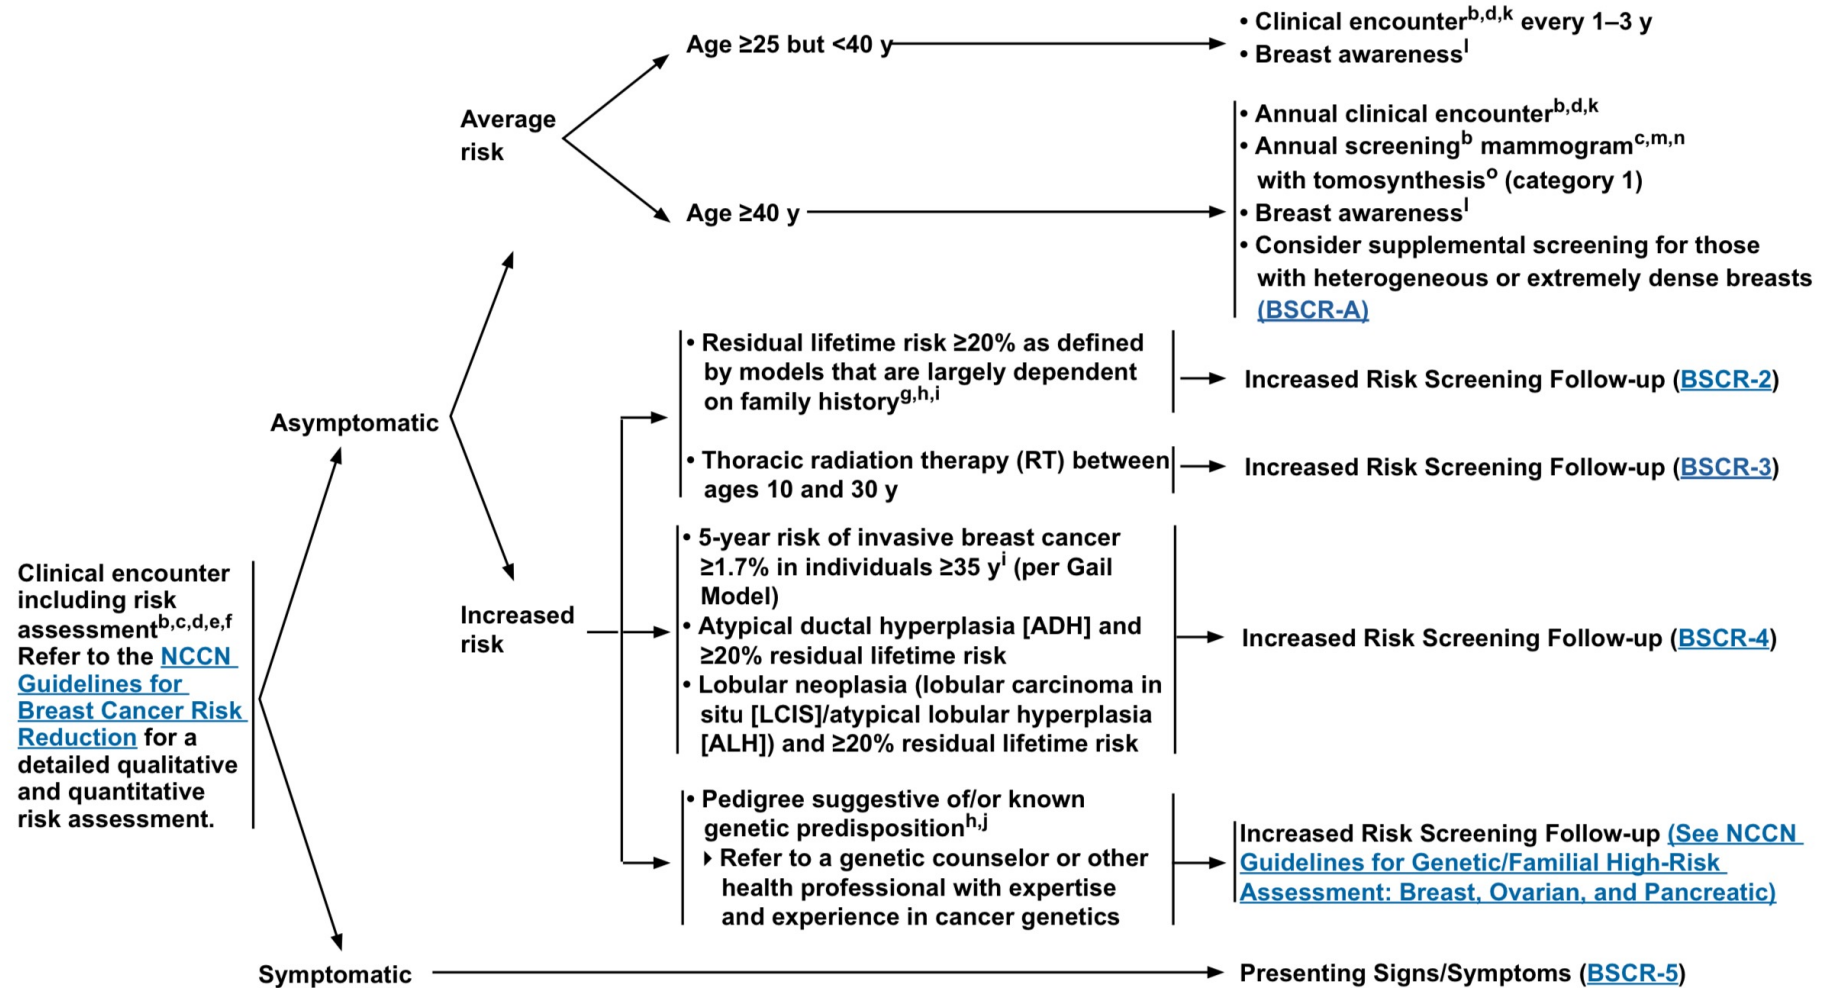 Clinical encounter
including risk
assessmentb,c,d,e,f
Refer to the NCCN
Guidelines for
Breast Cancer Risk
Reduction for a
detailed qualitative
and quantitative
risk assessment.
Asymptomatic
Average
risk
Age ≥25 but <40 y
• Clinical encounterb,d,k every 1–3 y
• Breast awarenessl
Age ≥40 y
• Annual clinical encounterb,d,k
• Annual screeningb mammogramc,m,n
with tomosynthesiso (category 1)
• Breast awarenessl
• Consider supplemental screening for those
with heterogeneous or extremely dense breasts
(BSCR-A)
Increased
risk
• Residual lifetime risk ≥20% as defined
by models that are largely dependent
on family historyg,h,i
Increased Risk Screening Follow-up (BSCR-2)
• Thoracic radiation therapy (RT) between
ages 10 and 30 y
Increased Risk Screening Follow-up (BSCR-3)
• 5-year risk of invasive breast cancer
≥1.7% in individuals ≥35 yi (per Gail
Model)
• Atypical ductal hyperplasia [ADH] and
≥20% residual lifetime risk
• Lobular neoplasia (lobular carcinoma in
situ [LCIS]/atypical lobular hyperplasia
[ALH]) and ≥20% residual lifetime risk
Increased Risk Screening Follow-up (BSCR-4)
• Pedigree suggestive of/or known
genetic predispositionh,j
Refer to a genetic counselor or other
health professional with expertise
and experience in cancer genetics
Increased Risk Screening Follow-up (See NCCN
Guidelines for Genetic/Familial High-Risk
Assessment: Breast, Ovarian, and Pancreatic)
Symptomatic
Presenting Signs/Symptoms (BSCR-5)